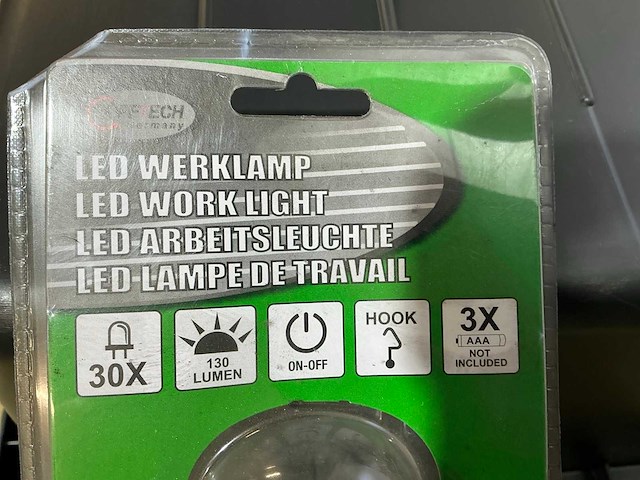 Germany
LED WERKLAMP
LED WORK LIGHT
LED ARBEITSLEUCHTE
LED LAMPE DE TRAVAIL
30X
130
LUMEN
ON-OFF
HOOK
3X
AAA
NOT
INCLUDED